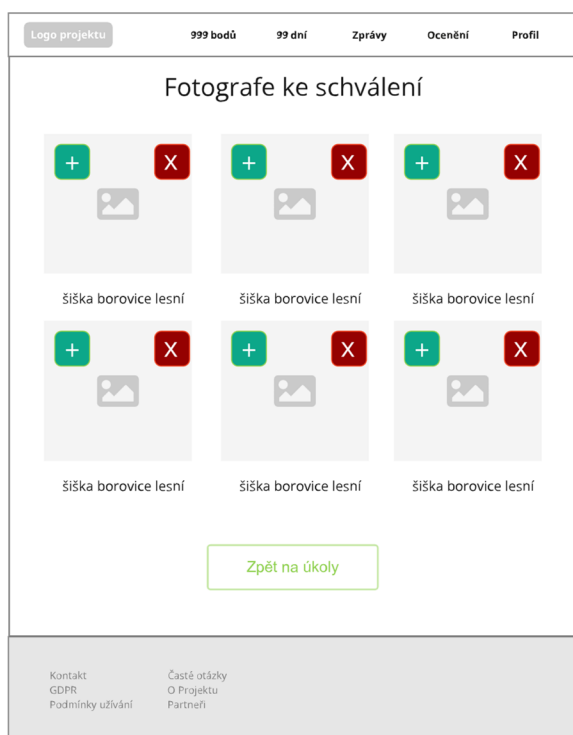 Logo projektu 999 bodů 99 dní Zprávy Ocenění Profil
Fotografe ke schválení
+ X + X + X
šiška borovice lesní šiška borovice lesní šiška borovice lesní
+ X + X + X
šiška borovice lesní šiška borovice lesní šiška borovice lesní
Zpět na úkoly
Kontakt Časté otázky
GDPR O Projektu
Podmínky užívání Partneři